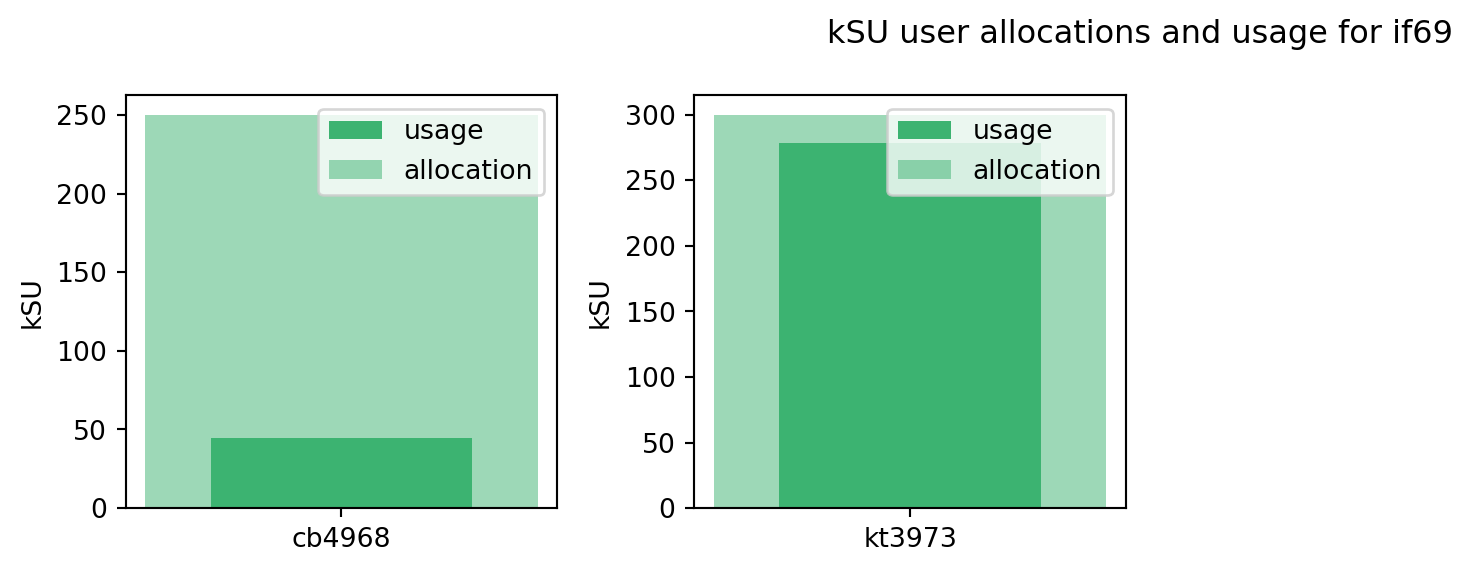 kSU user allocations and usage for if69
250
200
150
100
50
0
kSU
usage
allocation
cb4968
300
250
200
150
100
50
0
kSU
usage
allocation
kt3973